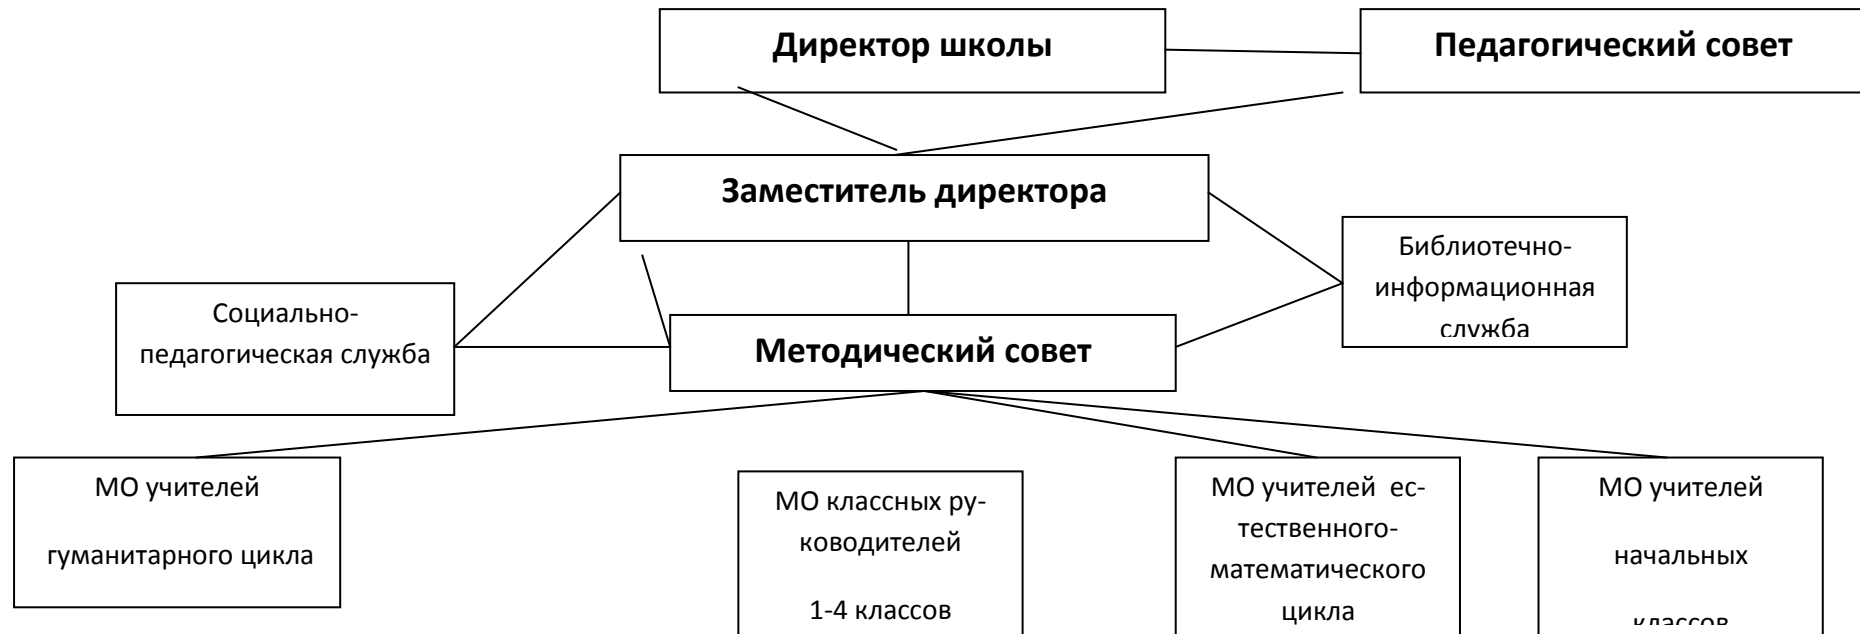 Директор школы
Педагогический совет
Заместитель директора
Библиотечно-
информационная
служба
Социально-
педагогическая служба
Методический совет
МО учителей
гуманитарного цикла
МО классных ру-
ководителей
1-4 классов
МО учителей  ес-
тественного-
математического
цикла
МО учителей
начальных
классов